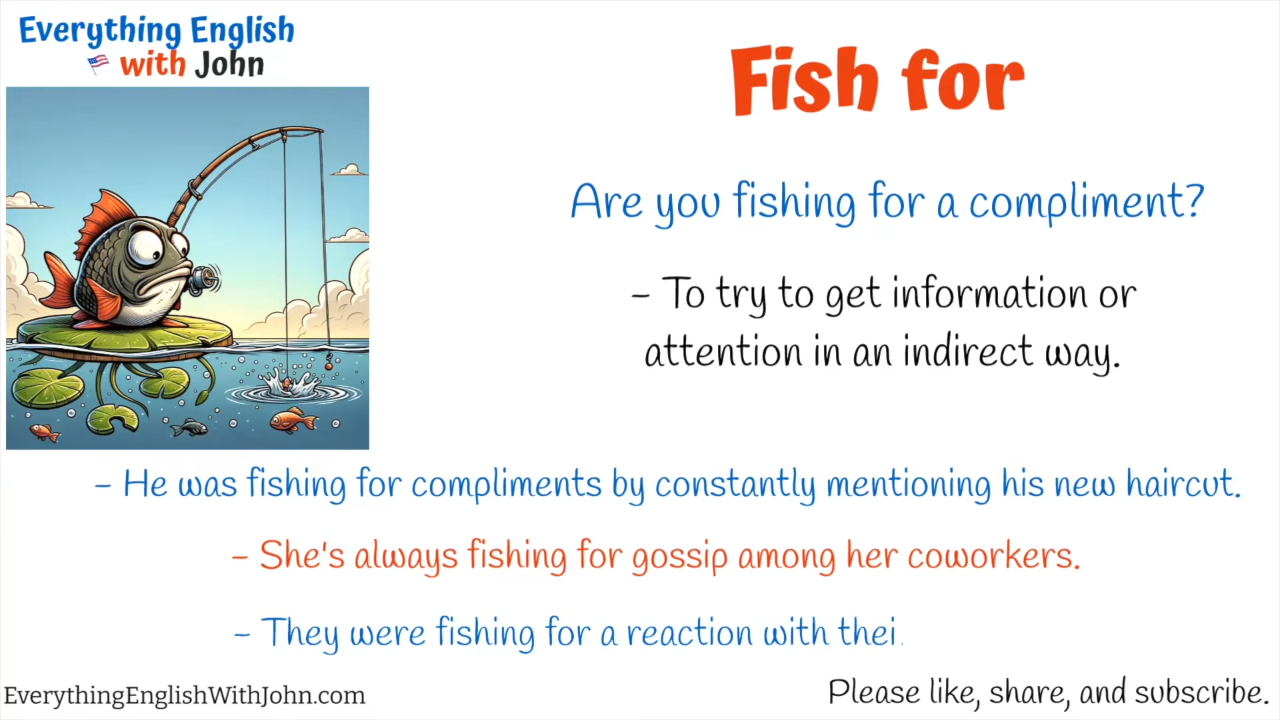 Everything English
with John
Fish for
Are you fishing for a compliment?
- To try to get information or
attention in an indirect way.
- He was fishing for compliments by constantly mentioning his new haircut.
- She's always fishing for gossip among her coworkers.
- They were fishing for a reaction with thei
EverythingEnglishWithJohn.com
Please like, share, and subscribe.